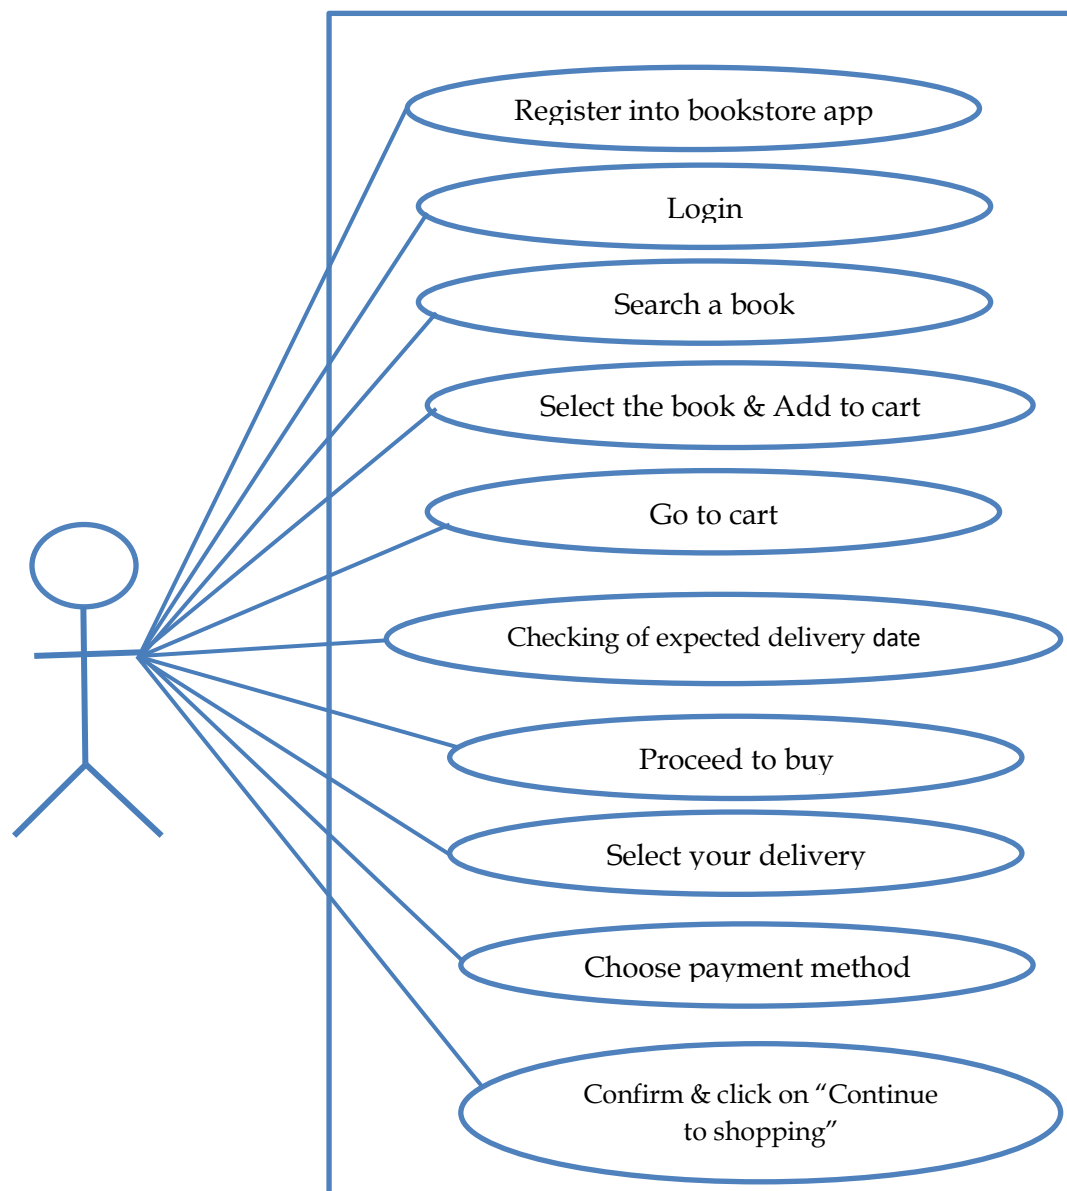 Register into bookstore app
Login
Search a book
Select the book & Add to cart
Go to cart
Checking of expected delivery date
Proceed to buy
Select your delivery
Choose payment method
Confirm & click on “Continue
to shopping”